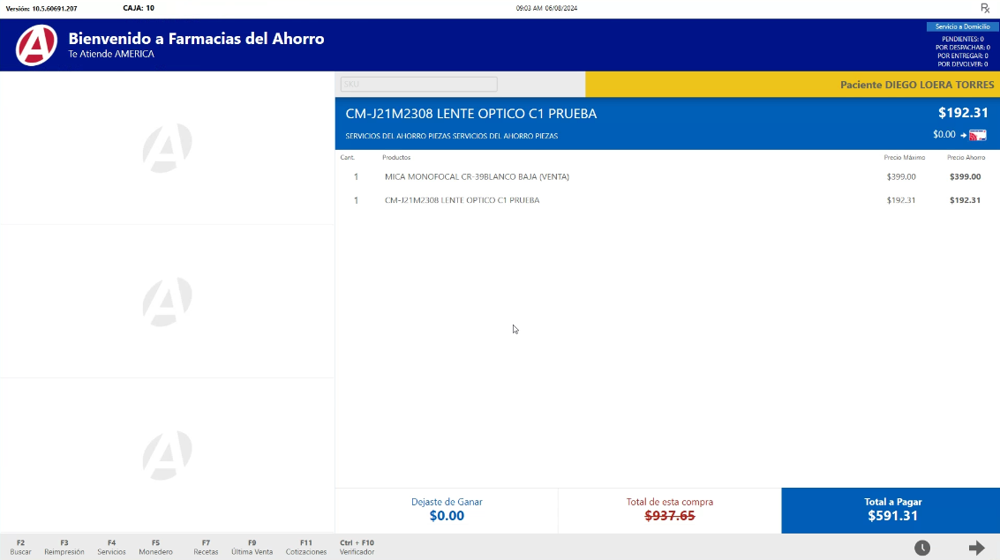 Versión: 10.5.60691.207
CAJA: 10
09:03 AM 06/08/2024
Rx
Bienvenido a Farmacias del Ahorro
Te Atiende AMERICA
Servicio a Domicilio
PENDIENTES: 0
POR DESPACHAR: 0
POR ENTREGAR: 0
POR DEVOLVER: 0
SKU
Paciente DIEGO LOERA TORRES
CM-J21M2308 LENTE OPTICO C1 PRUEBA $192.31
SERVICIOS DEL AHORRO PIEZAS SERVICIOS DEL AHORRO PIEZAS $0.00
Cant. Productos Precio Máximo Precio Ahorro
1 MICA MONOFOCAL CR-39BLANCO BAJA (VENTA) $399.00 $399.00
1 CM-J21M2308 LENTE OPTICO C1 PRUEBA $192.31 $192.31
Dejaste de Ganar
$0.00
Total de esta compra
$937.65
Total a Pagar
$591.31
F2 F3 F4 F5 F7 F9 F11 Ctrl + F10
Buscar Reimpresión Servicios Monedero Recetas Última Venta Cotizaciones Verificador